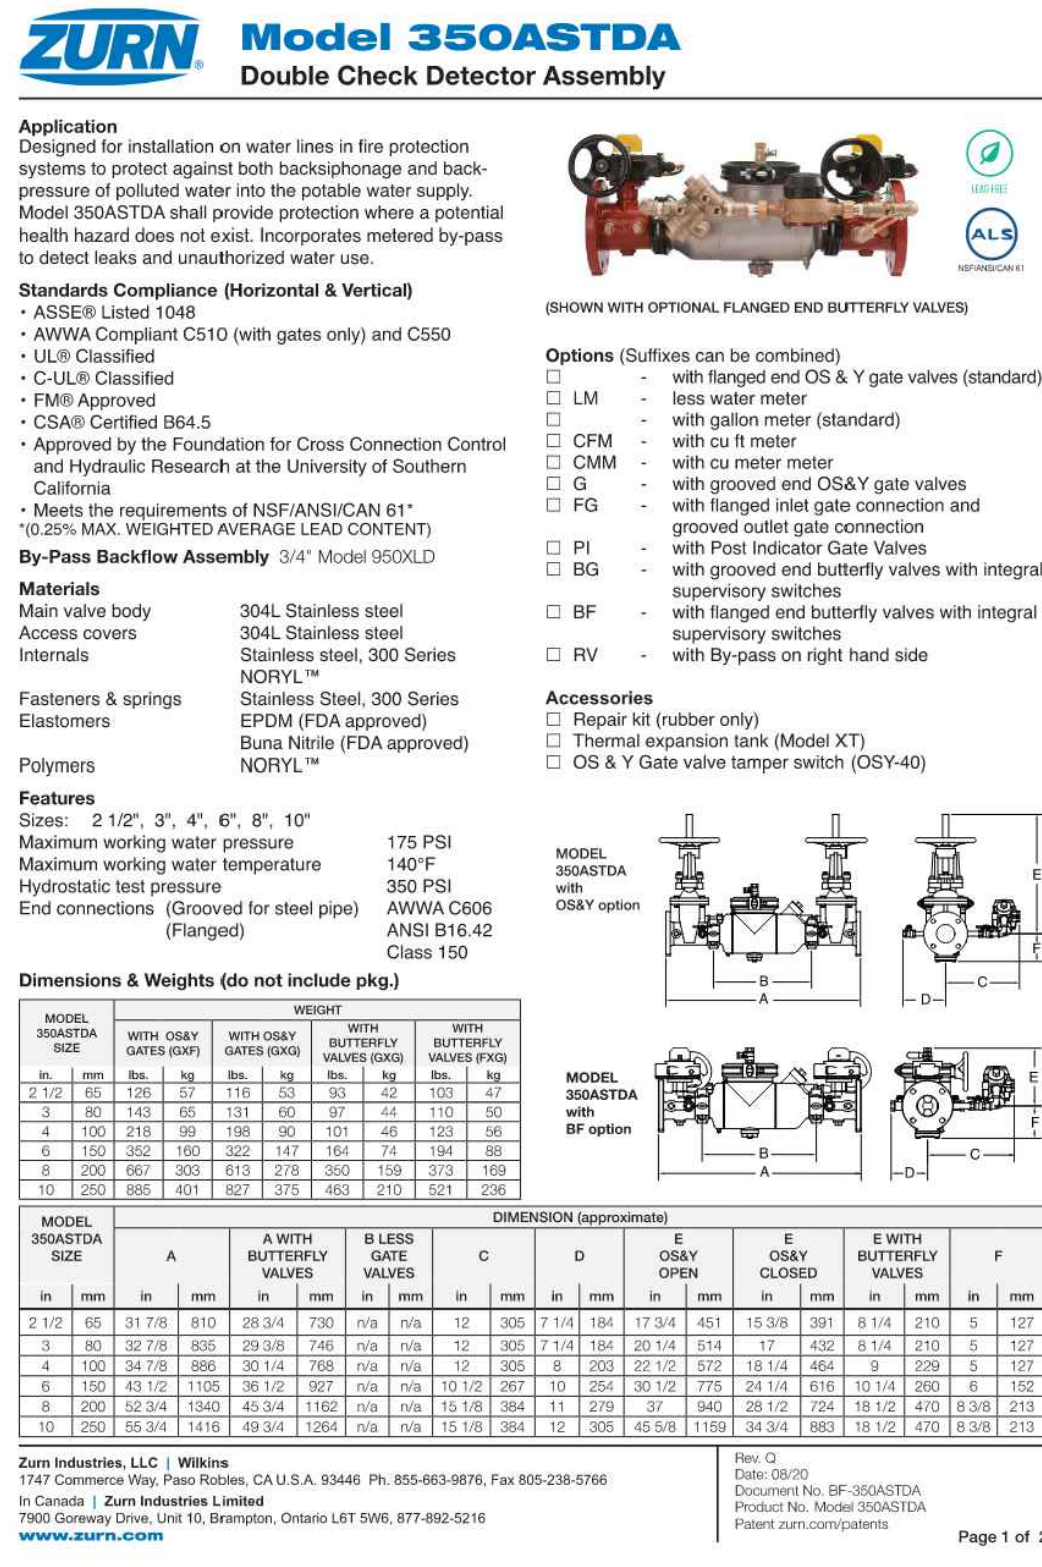 ZURN®
Model 350ASTDA
Double Check Detector Assembly
Application
Designed for installation on water lines in fire protection
systems to protect against both backsiphonage and back-
pressure of polluted water into the potable water supply.
Model 350ASTDA shall provide protection where a potential
health hazard does not exist. Incorporates metered by-pass
to detect leaks and unauthorized water use.
Standards Compliance (Horizontal & Vertical)
• ASSE® Listed 1048
• AWWA Compliant C510 (with gates only) and C550
• UL® Classified
• C-UL® Classified
• FM® Approved
• CSA® Certified B64.5
• Approved by the Foundation for Cross Connection Control
and Hydraulic Research at the University of Southern
California
• Meets the requirements of NSF/ANSI/CAN 61*
*(0.25% MAX. WEIGHTED AVERAGE LEAD CONTENT)
By-Pass Backflow Assembly 3/4" Model 950XLD
Materials
Main valve body 304L Stainless steel
Access covers 304L Stainless steel
Internals Stainless steel, 300 Series
NORYL™
Fasteners & springs Stainless Steel, 300 Series
Elastomers EPDM (FDA approved)
Buna Nitrile (FDA approved)
Polymers NORYL™
Features
Sizes: 2 1/2", 3", 4", 6", 8", 10"
Maximum working water pressure 175 PSI
Maximum working water temperature 140°F
Hydrostatic test pressure 350 PSI
End connections (Grooved for steel pipe) AWWA C606
(Flanged) ANSI B16.42
Class 150
LEAD FREE
ALS
NSF/ANSI/CAN 61
(SHOWN WITH OPTIONAL FLANGED END BUTTERFLY VALVES)
Options (Suffixes can be combined)
☐ - with flanged end OS & Y gate valves (standard)
☐ LM - less water meter
☐ - with gallon meter (standard)
☐ CFM - with cu ft meter
☐ CMM - with cu meter meter
☐ G - with grooved end OS&Y gate valves
☐ FG - with flanged inlet gate connection and
grooved outlet gate connection
☐ PI - with Post Indicator Gate Valves
☐ BG - with grooved end butterfly valves with integral
supervisory switches
☐ BF - with flanged end butterfly valves with integral
supervisory switches
☐ RV - with By-pass on right hand side
Accessories
☐ Repair kit (rubber only)
☐ Thermal expansion tank (Model XT)
☐ OS & Y Gate valve tamper switch (OSY-40)
MODEL
350ASTDA
with
OS&Y option
B
A
E
F
C
D
MODEL
350ASTDA
with
BF option
B
A
E
F
C
D
Dimensions & Weights (do not include pkg.)
MODEL 350ASTDA SIZE WEIGHT
WITH OS&Y GATES (GXF) WITH OS&Y GATES (GXG) WITH BUTTERFLY VALVES (GXG) WITH BUTTERFLY VALVES (FXG)
in. mm lbs. kg lbs. kg lbs. kg lbs. kg
2 1/2 65 126 57 116 53 93 42 103 47
3 80 143 65 131 60 97 44 110 50
4 100 218 99 198 90 101 46 123 56
6 150 352 160 322 147 164 74 194 88
8 200 667 303 613 278 350 159 373 169
10 250 885 401 827 375 463 210 521 236
MODEL 350ASTDA SIZE DIMENSION (approximate)
A A WITH BUTTERFLY VALVES B LESS GATE VALVES C D E OS&Y OPEN E OS&Y CLOSED E WITH BUTTERFLY VALVES F
in mm in mm in mm in mm in mm in mm in mm in mm in mm in mm
2 1/2 65 31 7/8 810 28 3/4 730 n/a n/a 12 305 7 1/4 184 17 3/4 451 15 3/8 391 8 1/4 210 5 127
3 80 32 7/8 835 29 3/8 746 n/a n/a 12 305 7 1/4 184 20 1/4 514 17 432 8 1/4 210 5 127
4 100 34 7/8 886 30 1/4 768 n/a n/a 12 305 8 203 22 1/2 572 18 1/4 464 9 229 5 127
6 150 43 1/2 1105 36 1/2 927 n/a n/a 10 1/2 267 10 254 30 1/2 775 24 1/4 616 10 1/4 260 6 152
8 200 52 3/4 1340 45 3/4 1162 n/a n/a 15 1/8 384 11 279 37 940 28 1/2 724 18 1/2 470 8 3/8 213
10 250 55 3/4 1416 49 3/4 1264 n/a n/a 15 1/8 384 12 305 45 5/8 1159 34 3/4 883 18 1/2 470 8 3/8 213
Zurn Industries, LLC | Wilkins
1747 Commerce Way, Paso Robles, CA U.S.A. 93446 Ph. 855-663-9876, Fax 805-238-5766
In Canada | Zurn Industries Limited
7900 Goreway Drive, Unit 10, Brampton, Ontario L6T 5W6, 877-892-5216
www.zurn.com
Rev. Q
Date: 08/20
Document No. BF-350ASTDA
Product No. Model 350ASTDA
Patent zurn.com/patents
Page 1 of 2